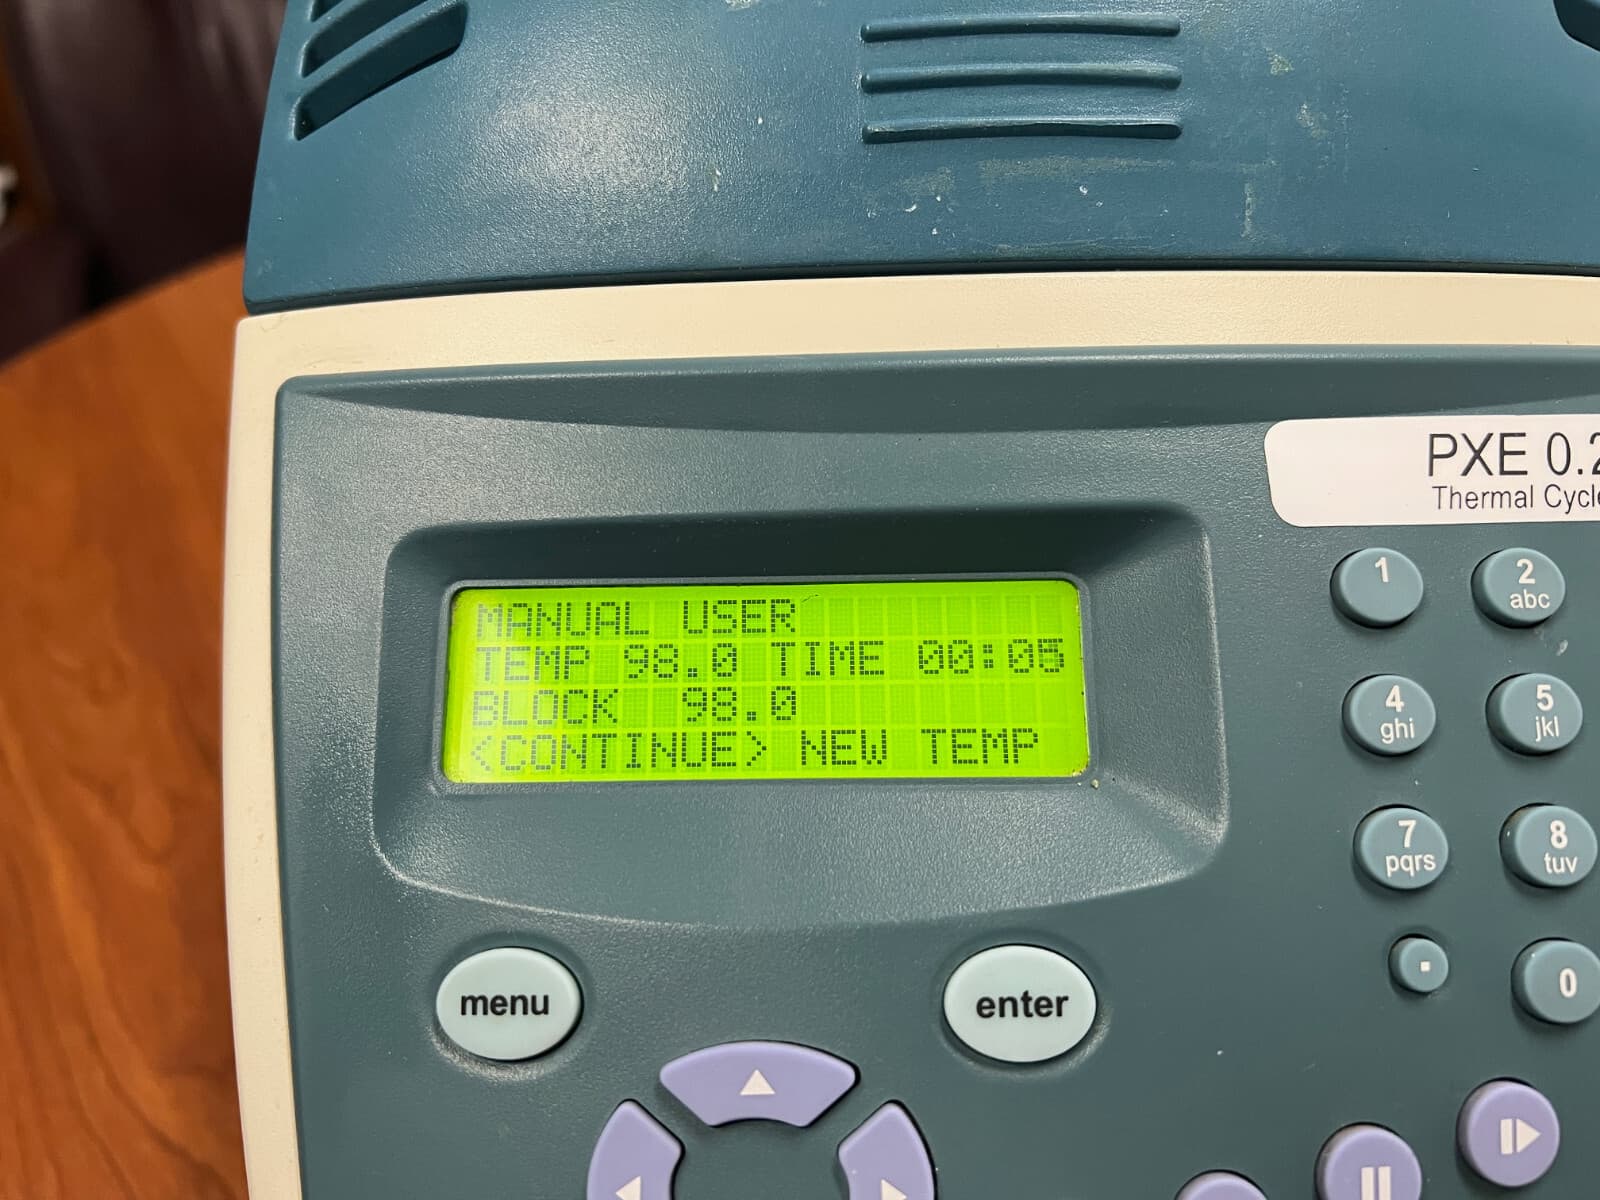 PXE 0.2
Thermal Cycle
MANUAL USER
TEMP 98.0 TIME 00:05
BLOCK 98.0
<CONTINUE> NEW TEMP
1
2
abc
4
ghi
5
jkl
7
pqrs
8
tuv
.
0
menu
enter